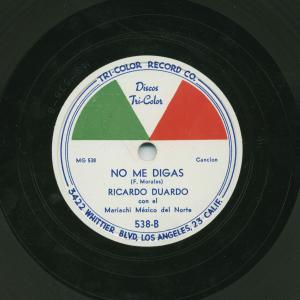 TRI-COLOR RECORD CO.
Discos
Tri-Color
MG 538
Cancion
NO ME DIGAS
(F. Morales)
RICARDO DUARDO
con el
Mariachi México del Norte
538-B
3422 WHITTIER BLVD, LOS ANGELES, 23 CALIF.